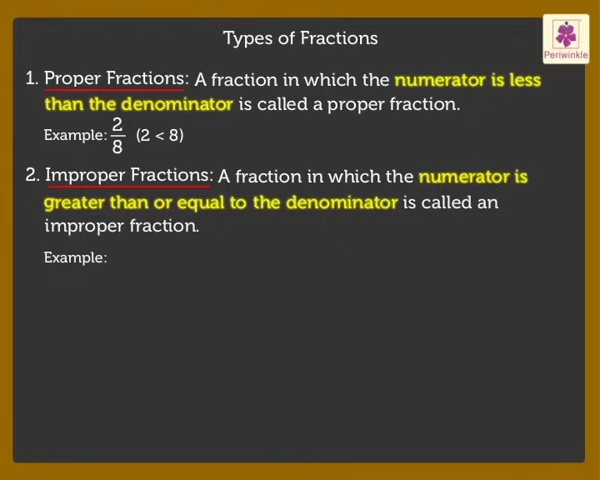 Types of Fractions
Periwinkle
1. Proper Fractions: A fraction in which the numerator is less
than the denominator is called a proper fraction.
Example: 2/8 (2 < 8)
2. Improper Fractions: A fraction in which the numerator is
greater than or equal to the denominator is called an
improper fraction.
Example: